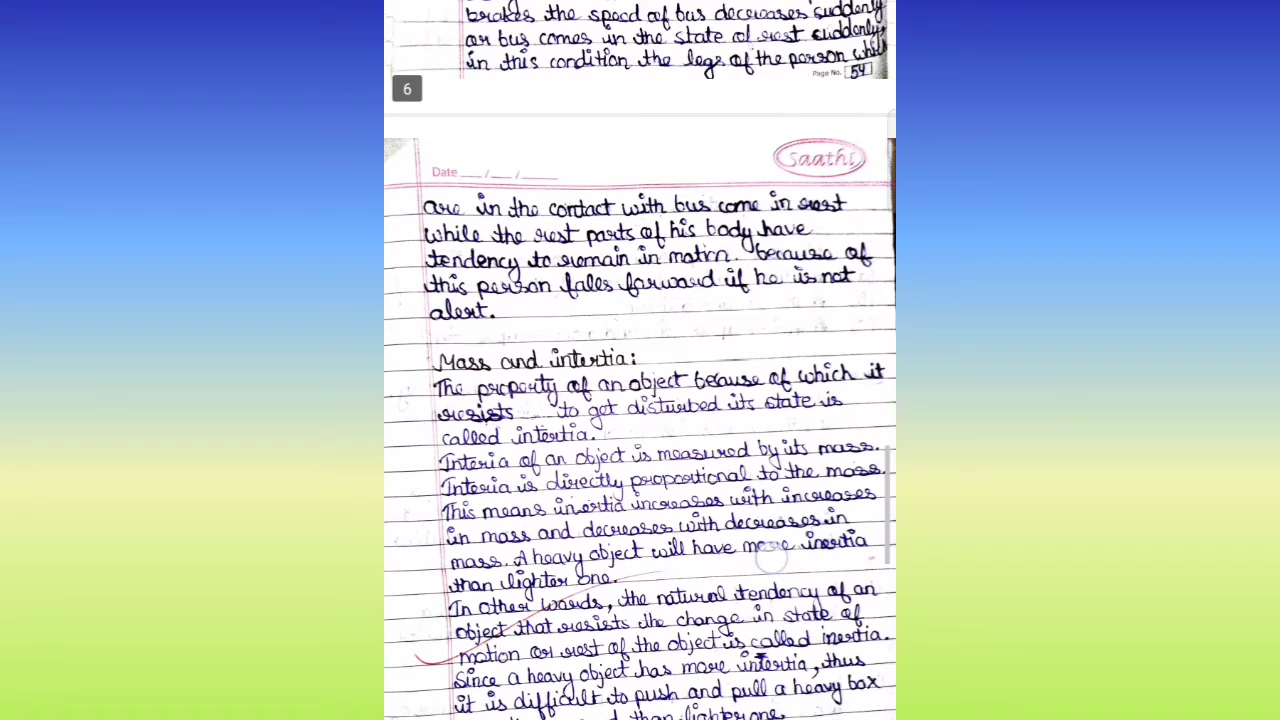 brakes the speed of bus decreases suddenly
or bus comes in the state of rest suddenly,
in this condition the legs of the person which
Page No. 54
6
Saathi
Date __/__/____
are in the contact with bus come in rest
while the rest parts of his body have
tendency to remain in motion. because of
this person falls forward if he is not
alert.
Mass and intertia:
The property of an object because of which it
resists to get disturbed its state is
called intertia.
Interia of an object is measured by its mass.
Interia is directly proportional to the mass.
This means inertia increases with increases
in mass and decreases with decreases in
mass. A heavy object will have more inertia
than lighter one.
In other words, the natural tendency of an
object that resists the change in state of
motion or rest of the object is called inertia.
Since a heavy object has more intertia, thus
it is difficult to push and pull a heavy box
than lighter one.